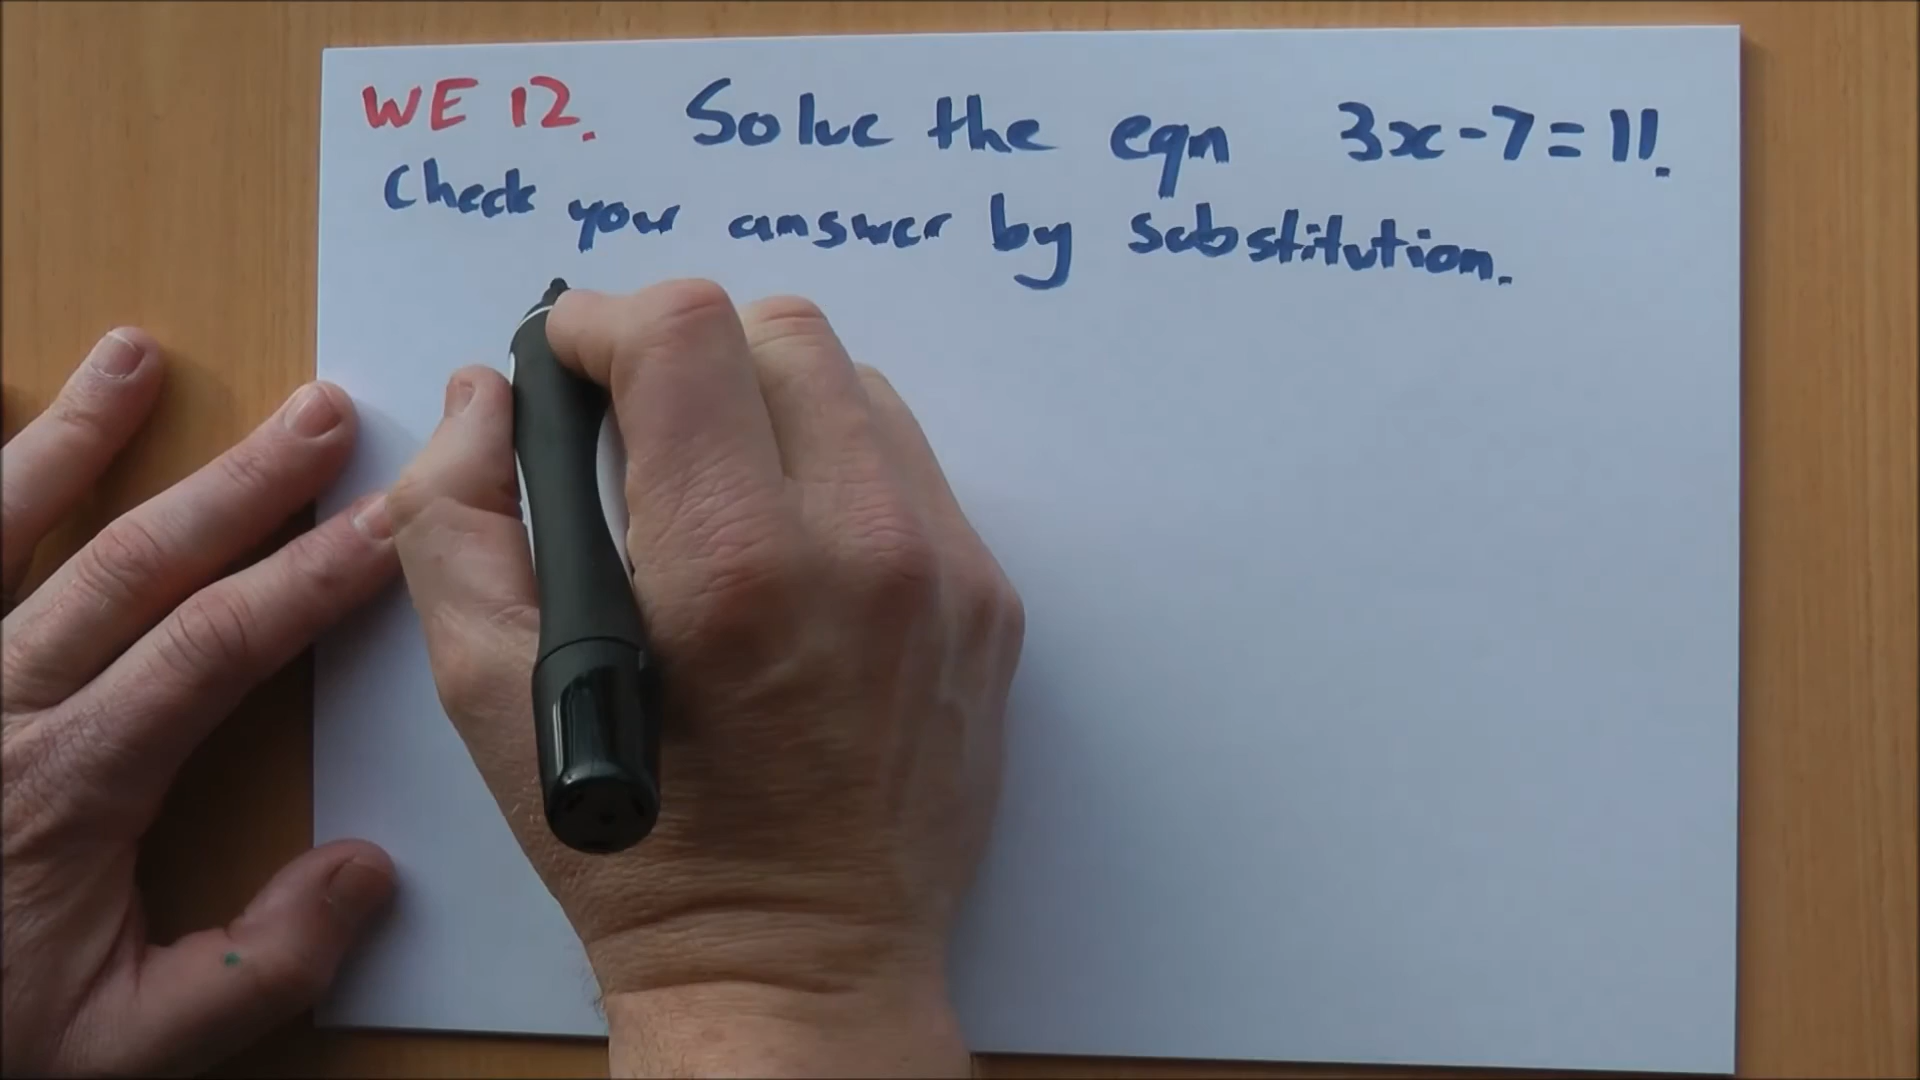 WE 12. Solve the eqn 3x-7=11.
Check your answer by substitution.